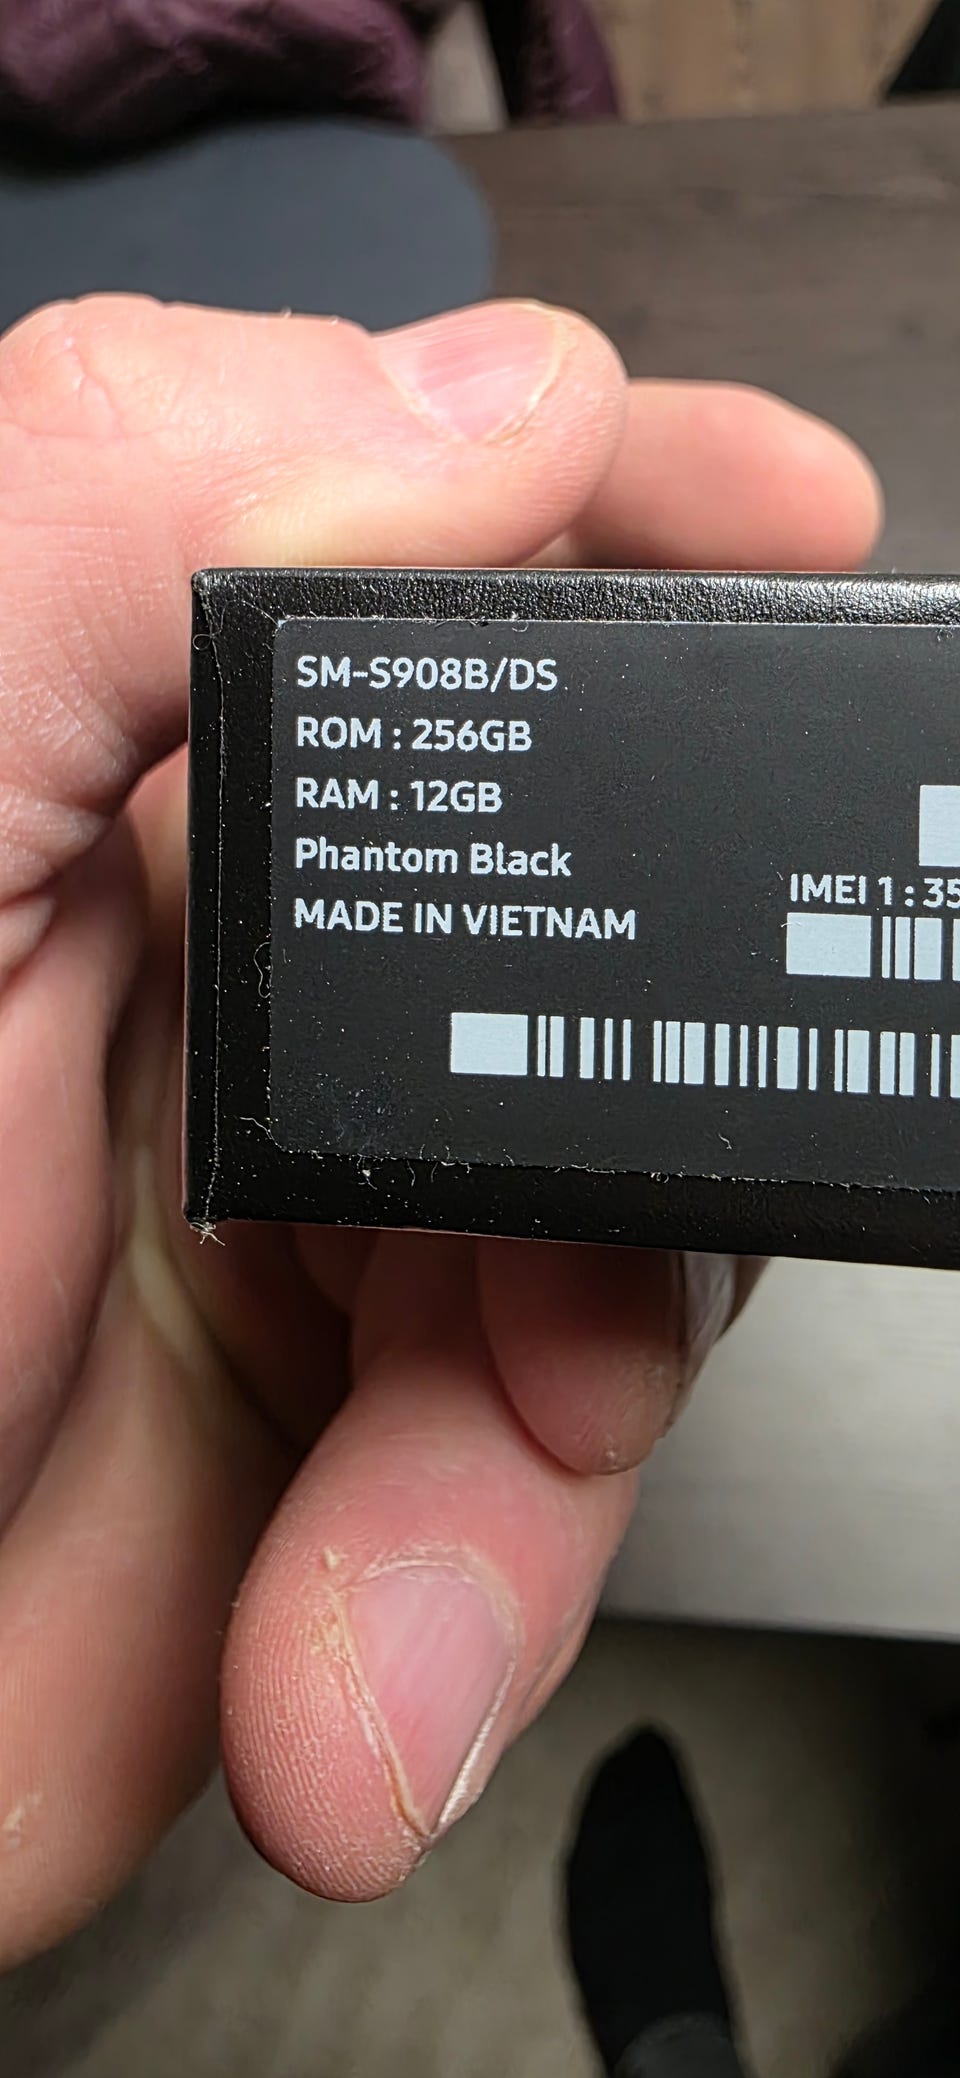 SM-S908B/DS
ROM : 256GB
RAM : 12GB
Phantom Black
MADE IN VIETNAM
IMEI 1 : 35